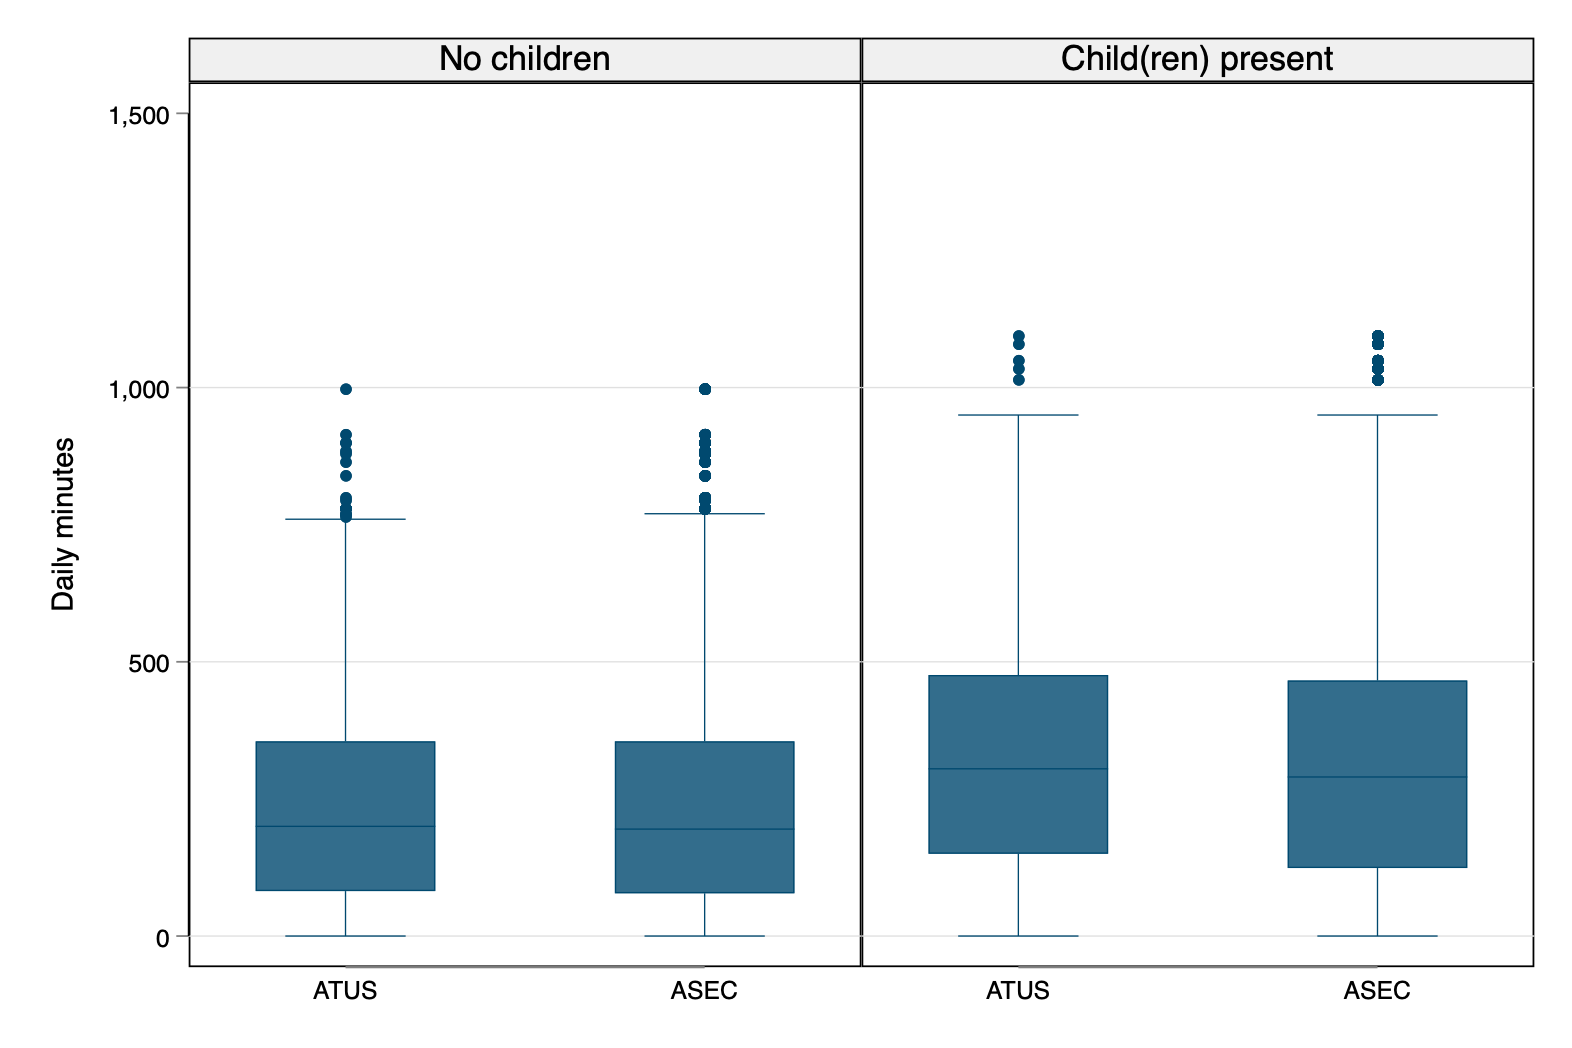 No children
Child(ren) present
1,500
1,000
500
0
Daily minutes
ATUS
ASEC
ATUS
ASEC